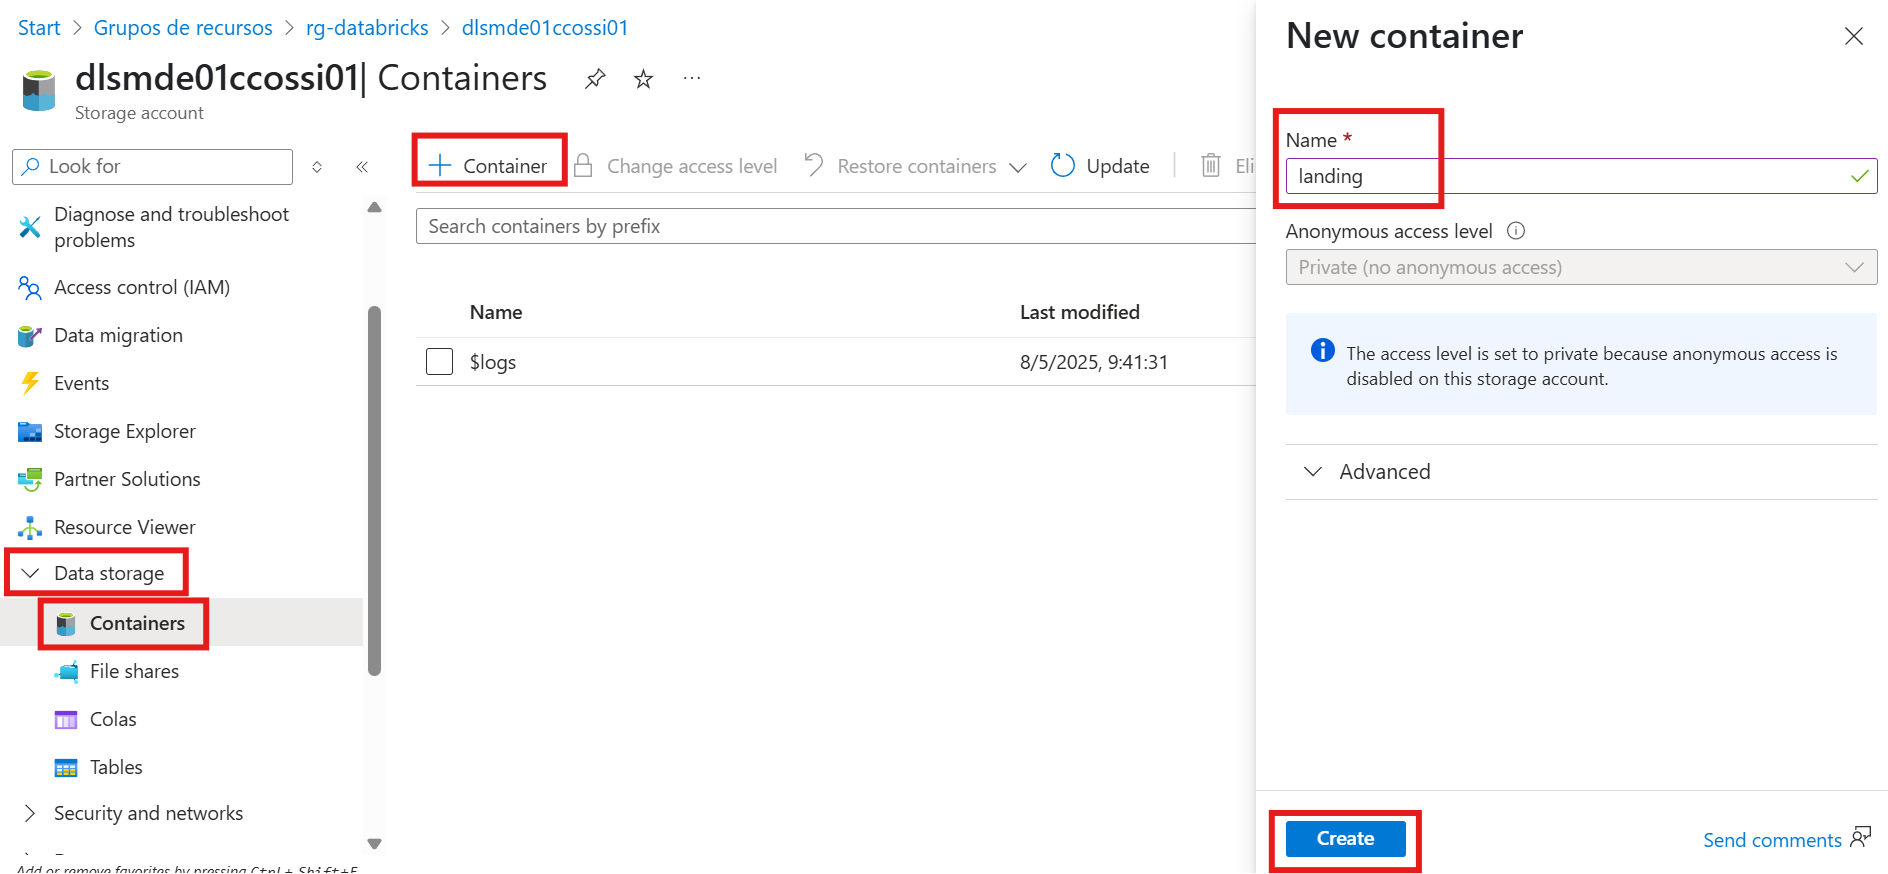 Start > Grupos de recursos > rg-databricks > dlsmde01ccossi01
dlsmde01ccossi01| Containers
Storage account
Look for
Diagnose and troubleshoot
problems
Access control (IAM)
Data migration
Events
Storage Explorer
Partner Solutions
Resource Viewer
Data storage
Containers
File shares
Colas
Tables
Security and networks
Add or remove favorites by pressing Ctrl+Shift+F
+ Container
Change access level
Restore containers
Update
Eli
Search containers by prefix
Name Last modified
$logs 8/5/2025, 9:41:31
New container
Name *
landing
Anonymous access level
Private (no anonymous access)
The access level is set to private because anonymous access is
disabled on this storage account.
Advanced
Create
Send comments